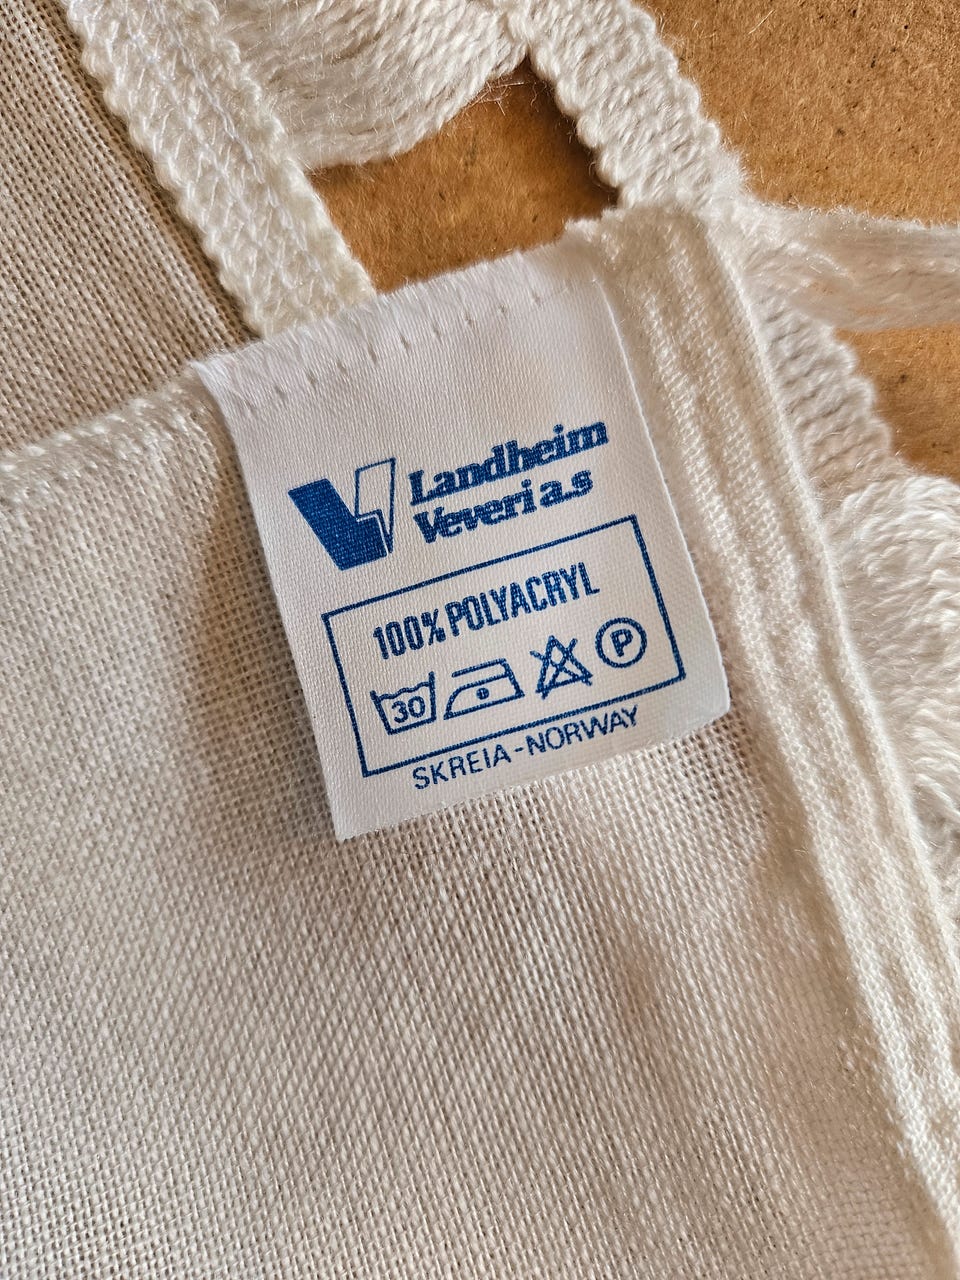 Landheim
Veveri a.s
100% POLYACRYL
30 P
SKREIA-NORWAY